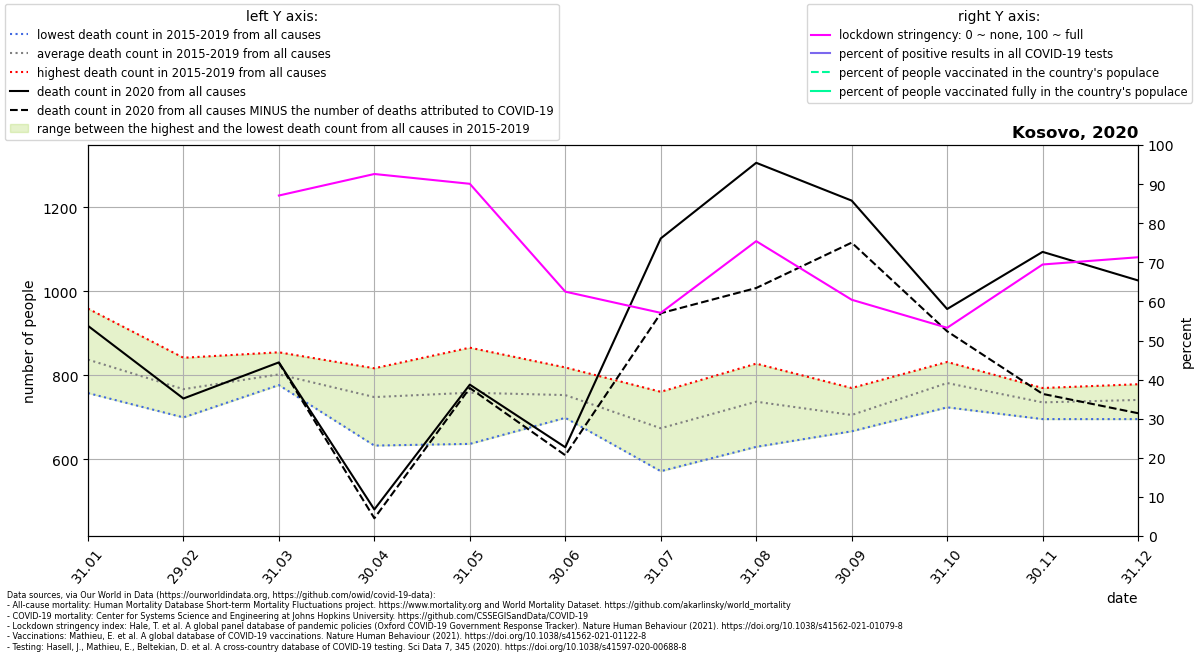 left Y axis:
lowest death count in 2015-2019 from all causes
average death count in 2015-2019 from all causes
highest death count in 2015-2019 from all causes
death count in 2020 from all causes
death count in 2020 from all causes MINUS the number of deaths attributed to COVID-19
range between the highest and the lowest death count from all causes in 2015-2019
right Y axis:
lockdown stringency: 0 ~ none, 100 ~ full
percent of positive results in all COVID-19 tests
percent of people vaccinated in the country's populace
percent of people vaccinated fully in the country's populace
Kosovo, 2020
number of people
1200
1000
800
600
100
90
80
70
60
50
40
30
20
10
0
percent
31.01
29.02
31.03
30.04
31.05
30.06
31.07
31.08
30.09
31.10
30.11
31.12
date
Data sources, via Our World in Data (https://ourworldindata.org, https://github.com/owid/covid-19-data):
- All-cause mortality: Human Mortality Database Short-term Mortality Fluctuations project. https://www.mortality.org and World Mortality Dataset. https://github.com/akarlinsky/world_mortality
- COVID-19 mortality: Center for Systems Science and Engineering at Johns Hopkins University. https://github.com/CSSEGISandData/COVID-19
- Lockdown stringency index: Hale, T. et al. A global panel database of pandemic policies (Oxford COVID-19 Government Response Tracker). Nature Human Behaviour (2021). https://doi.org/10.1038/s41562-021-01079-8
- Vaccinations: Mathieu, E. et al. A global database of COVID-19 vaccinations. Nature Human Behaviour (2021). https://doi.org/10.1038/s41562-021-01122-8
- Testing: Hasell, J., Mathieu, E., Beltekian, D. et al. A cross-country database of COVID-19 testing. Sci Data 7, 345 (2020). https://doi.org/10.1038/s41597-020-00688-8